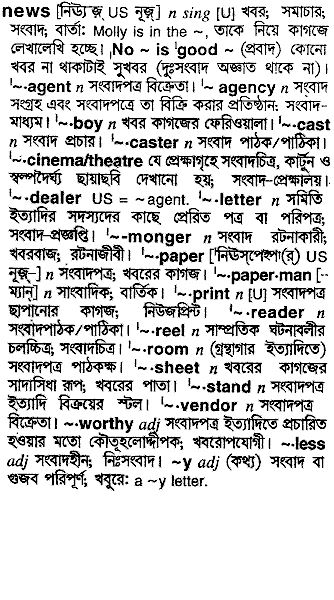 news [নিউজ় US নূজ়্] n sing [U] খবর; সমাচার;
সংবাদ; বার্তা: Molly is in the ~, তাকে নিয়ে কাগজে
লেখালেখি হচ্ছে। ˌNo ~ is ˈgood ~ (প্রবাদ) কোনো
খবর না থাকাটাই সুখবর (দুঃসংবাদ অজ্ঞাত থাকে না)।
ˈ~·agent n সংবাদপত্র বিক্রেতা। ˈ~ agency n সংবাদ
সংগ্রহ এবং সংবাদপত্রে তা বিক্রি করার প্রতিষ্ঠান; সংবাদ-
মাধ্যম। ˈ~·boy n খবর কাগজের ফেরিওয়ালা। ˈ~·cast
n সংবাদ প্রচার। ˈ~·caster n সংবাদ পাঠক/পাঠিকা।
ˈ~·cinema/theatre যে প্রেক্ষাগৃহে সংবাদচিত্র, কার্টুন ও
স্বল্পদৈর্ঘ্য ছায়াছবি দেখানো হয়; সংবাদ-প্রেক্ষালয়।
ˈ~·dealer US = ~agent. ˈ~·letter n সমিতি
ইত্যাদির সদস্যদের কাছে প্রেরিত পত্র বা পরিপত্র;
সংবাদ-প্রজ্ঞপ্তি। ˈ~·monger n সংবাদ রটনাকারী;
খবরবাজ; রটনাজীবী। ˈ~·paper [ˈনিউস্‌পেইপা(র্) US
নূজ়্-] n সংবাদপত্র; খবরের কাগজ। ˈ~·paper·man [--
ম্যান্] n সাংবাদিক; বার্তিক। ˈ~·print n [U] সংবাদপত্র
ছাপানোর কাগজ; নিউজপ্রিন্ট। ˈ~·reader n
সংবাদপাঠক/পাঠিকা। ˈ~·reel n সাম্প্রতিক ঘটনাবলীর
চলচ্চিত্র; সংবাদচিত্র। ˈ~·room n (গ্রন্থাগার ইত্যাদিতে)
সংবাদপত্র পাঠকক্ষ। ˈ~·sheet n খবরের কাগজের
সাদাসিধা রূপ; খবরের পাতা। ˈ~·stand n সংবাদপত্র
ইত্যাদি বিক্রয়ের স্টল। ˈ~·vendor n সংবাদপত্র
বিক্রেতা। ~·worthy adj সংবাদপত্র ইত্যাদিতে প্রচারিত
হওয়ার মতো কৌতূহলোদ্দীপক; খবরোপযোগী। ~·less
adj সংবাদহীন; নিঃসংবাদ। ~y adj (কথ্য) সংবাদ বা
গুজব পরিপূর্ণ; খবুরে: a ~y letter.